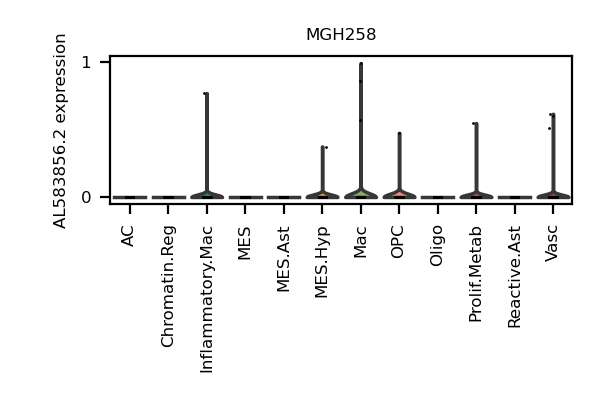 MGH258
AL583856.2 expression
1
0
AC
Chromatin.Reg
Inflammatory.Mac
MES
MES.Ast
MES.Hyp
Mac
OPC
Oligo
Prolif.Metab
Reactive.Ast
Vasc